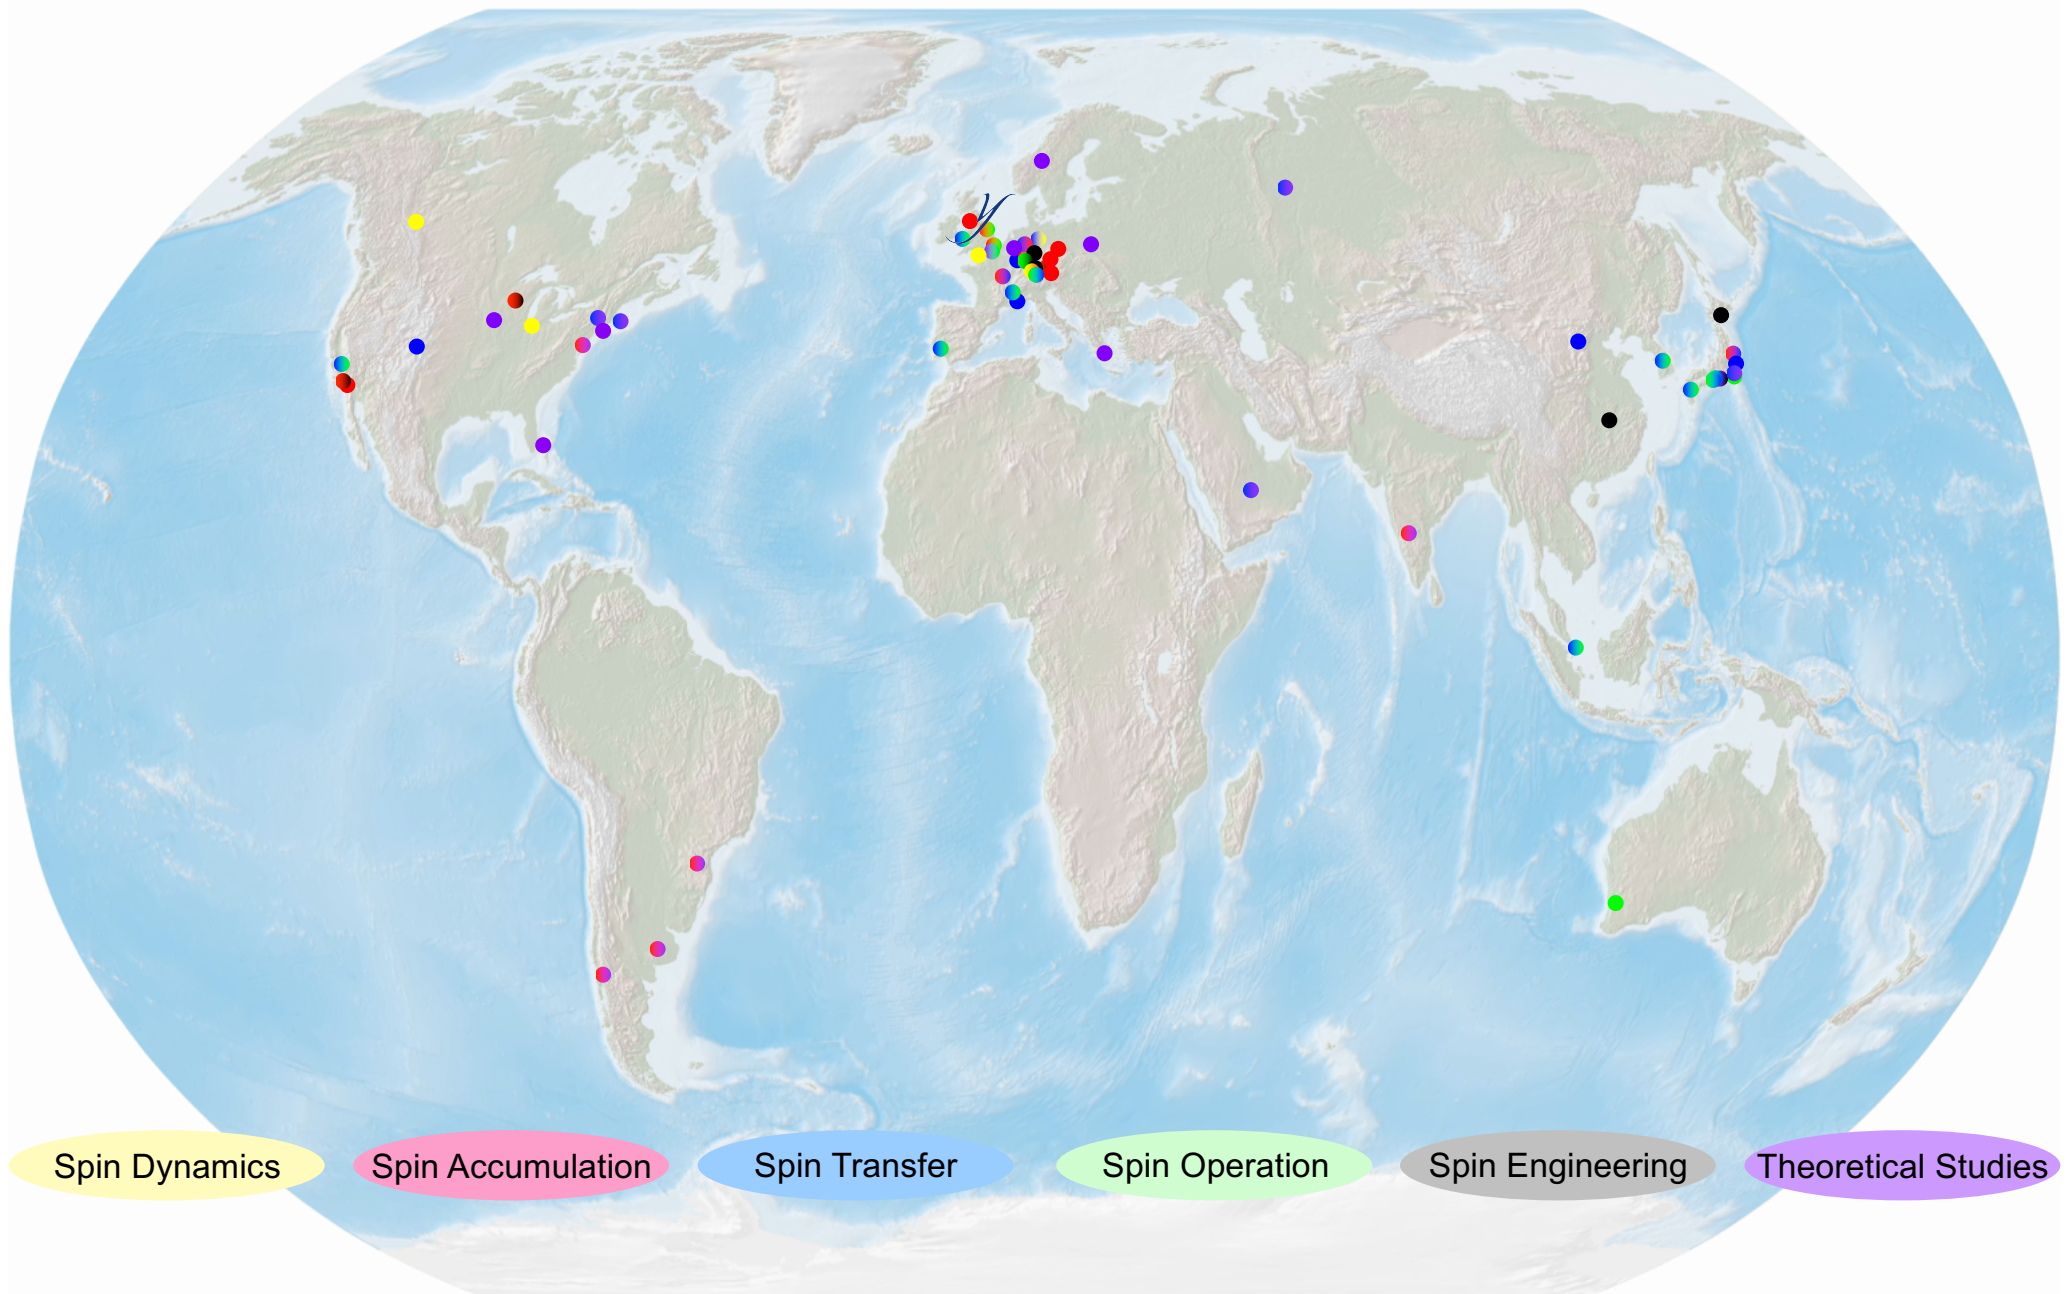 y
Spin Dynamics
Spin Accumulation
Spin Transfer
Spin Operation
Spin Engineering
Theoretical Studies